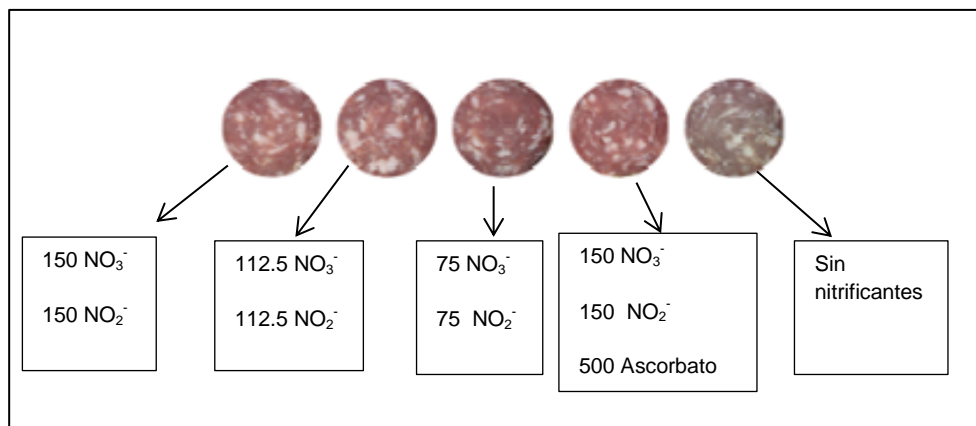 150 NO₃⁻
150 NO₂⁻
112.5 NO₃⁻
112.5 NO₂⁻
75 NO₃⁻
75 NO₂⁻
150 NO₃⁻
150 NO₂⁻
500 Ascorbato
Sin
nitrificantes